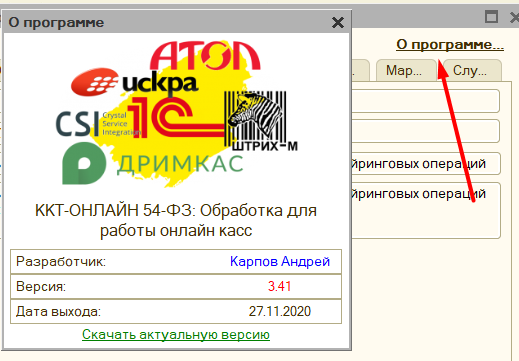 О программе
О программе...
Мар...
Слу...
АТОЛ
искра
CSI Crystal Service Integration
1С
ШТРИХ-М
ДРИМКАС
ККТ-ОНЛАЙН 54-ФЗ: Обработка для
работы онлайн касс
йринговых операций
йринговых операций
Разработчик: Карпов Андрей
Версия: 3.41
Дата выхода: 27.11.2020
Скачать актуальную версию